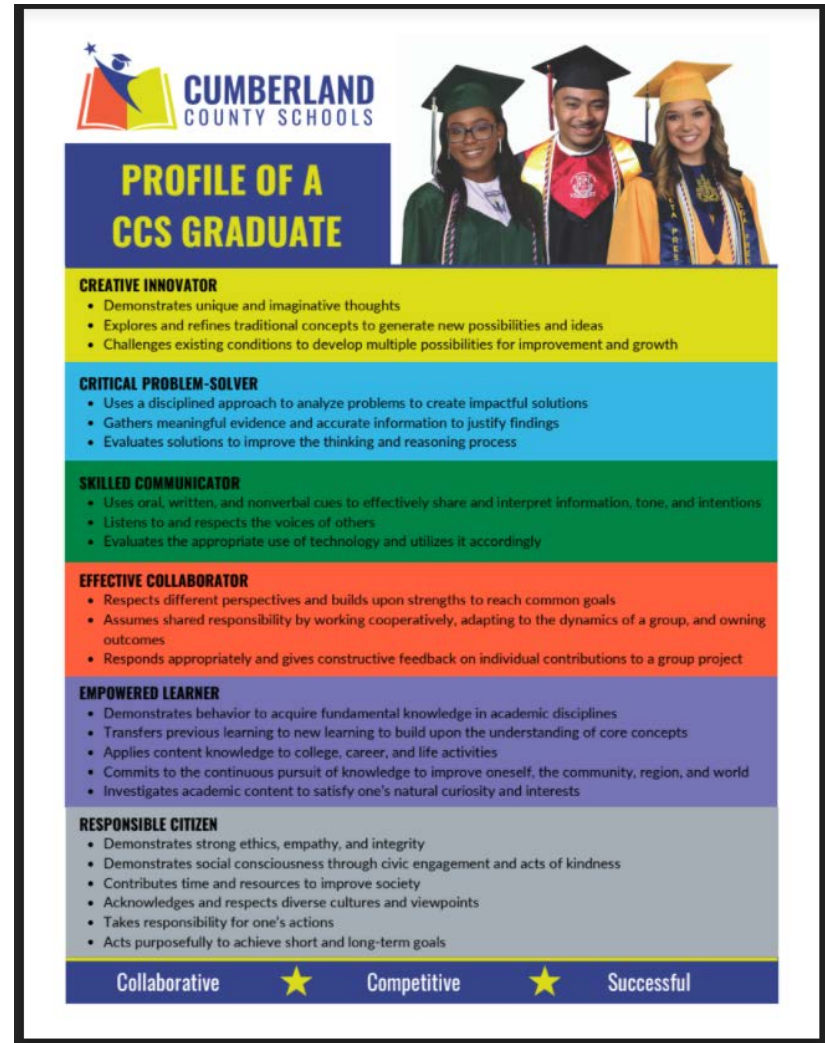 CUMBERLAND
COUNTY SCHOOLS
PROFILE OF A
CCS GRADUATE
CREATIVE INNOVATOR
• Demonstrates unique and imaginative thoughts
• Explores and refines traditional concepts to generate new possibilities and ideas
• Challenges existing conditions to develop multiple possibilities for improvement and growth
CRITICAL PROBLEM-SOLVER
• Uses a disciplined approach to analyze problems to create impactful solutions
• Gathers meaningful evidence and accurate information to justify findings
• Evaluates solutions to improve the thinking and reasoning process
SKILLED COMMUNICATOR
• Uses oral, written, and nonverbal cues to effectively share and interpret information, tone, and intentions
• Listens to and respects the voices of others
• Evaluates the appropriate use of technology and utilizes it accordingly
EFFECTIVE COLLABORATOR
• Respects different perspectives and builds upon strengths to reach common goals
• Assumes shared responsibility by working cooperatively, adapting to the dynamics of a group, and owning
outcomes
• Responds appropriately and gives constructive feedback on individual contributions to a group project
EMPOWERED LEARNER
• Demonstrates behavior to acquire fundamental knowledge in academic disciplines
• Transfers previous learning to new learning to build upon the understanding of core concepts
• Applies content knowledge to college, career, and life activities
• Commits to the continuous pursuit of knowledge to improve oneself, the community, region, and world
• Investigates academic content to satisfy one's natural curiosity and interests
RESPONSIBLE CITIZEN
• Demonstrates strong ethics, empathy, and integrity
• Demonstrates social consciousness through civic engagement and acts of kindness
• Contributes time and resources to improve society
• Acknowledges and respects diverse cultures and viewpoints
• Takes responsibility for one's actions
• Acts purposefully to achieve short and long-term goals
Collaborative ★ Competitive ★ Successful